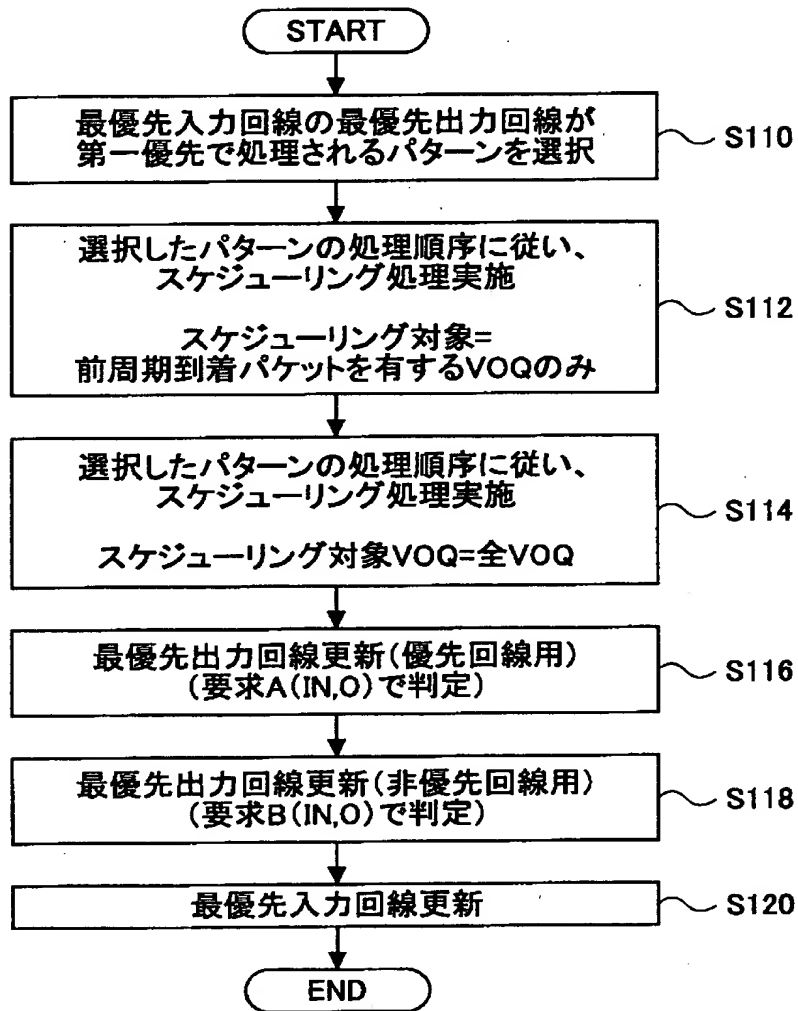 START
最優先入力回線の最優先出力回線が
第一優先で処理されるパターンを選択
S110
選択したパターンの処理順序に従い、
スケジューリング処理実施
スケジューリング対象=
前周期到着パケットを有するVOQのみ
S112
選択したパターンの処理順序に従い、
スケジューリング処理実施
スケジューリング対象VOQ=全VOQ
S114
最優先出力回線更新(優先回線用)
(要求A(IN,O)で判定)
S116
最優先出力回線更新(非優先回線用)
(要求B(IN,O)で判定)
S118
最優先入力回線更新
S120
END